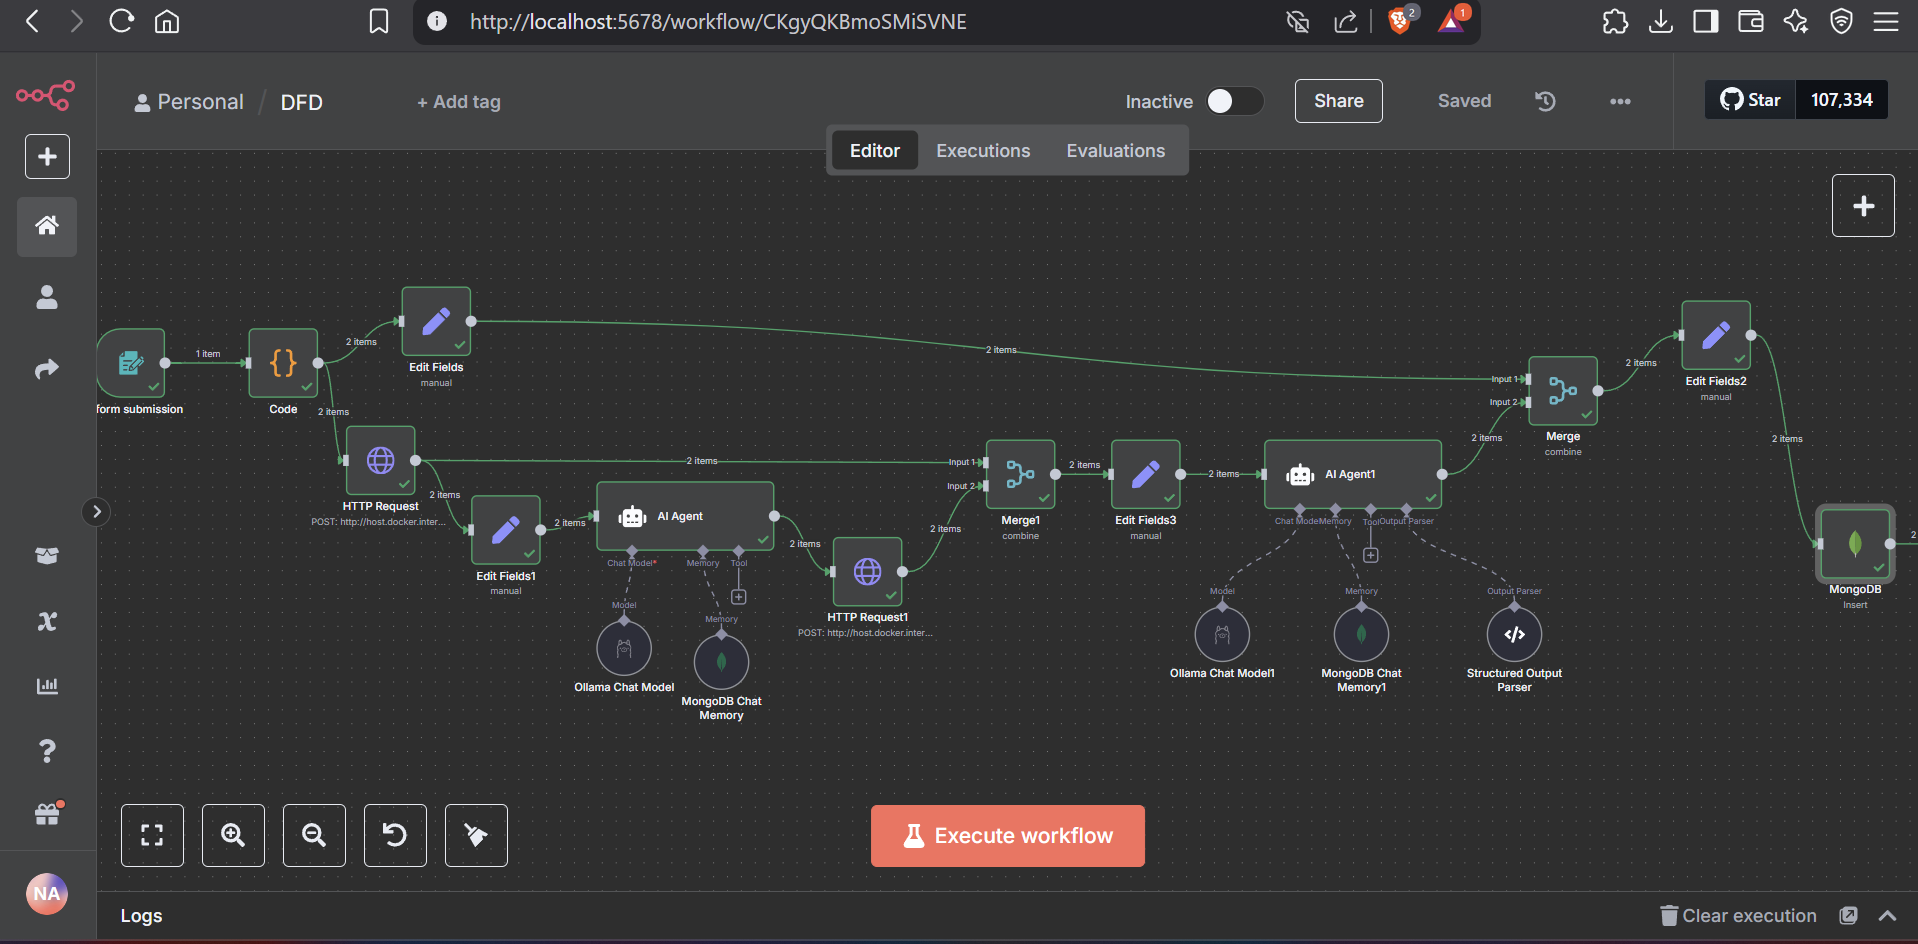 http://localhost:5678/workflow/CKgyQKBmoSMiSVNE
2
1
Personal / DFD
+ Add tag
Inactive
Share
Saved
Star
107,334
Editor
Executions
Evaluations
form submission
1 item
Code
2 items
2 items
Edit Fields
manual
2 items
HTTP Request
POST: http://host.docker.inter...
2 items
2 items
Edit Fields1
manual
2 items
AI Agent
Chat Model*
Memory
Tool
Model
Ollama Chat Model
Memory
MongoDB Chat
Memory
2 items
HTTP Request1
POST: http://host.docker.inter...
2 items
Input 1
Input 2
Merge1
combine
2 items
Edit Fields3
manual
2 items
AI Agent1
Chat Model
Memory
Tool
Output Parser
Model
Ollama Chat Model1
Memory
MongoDB Chat
Memory1
Output Parser
Structured Output
Parser
2 items
Input 1
Input 2
Merge
combine
2 items
Edit Fields2
manual
2 items
MongoDB
Insert
2
Execute workflow
NA
Logs
Clear execution